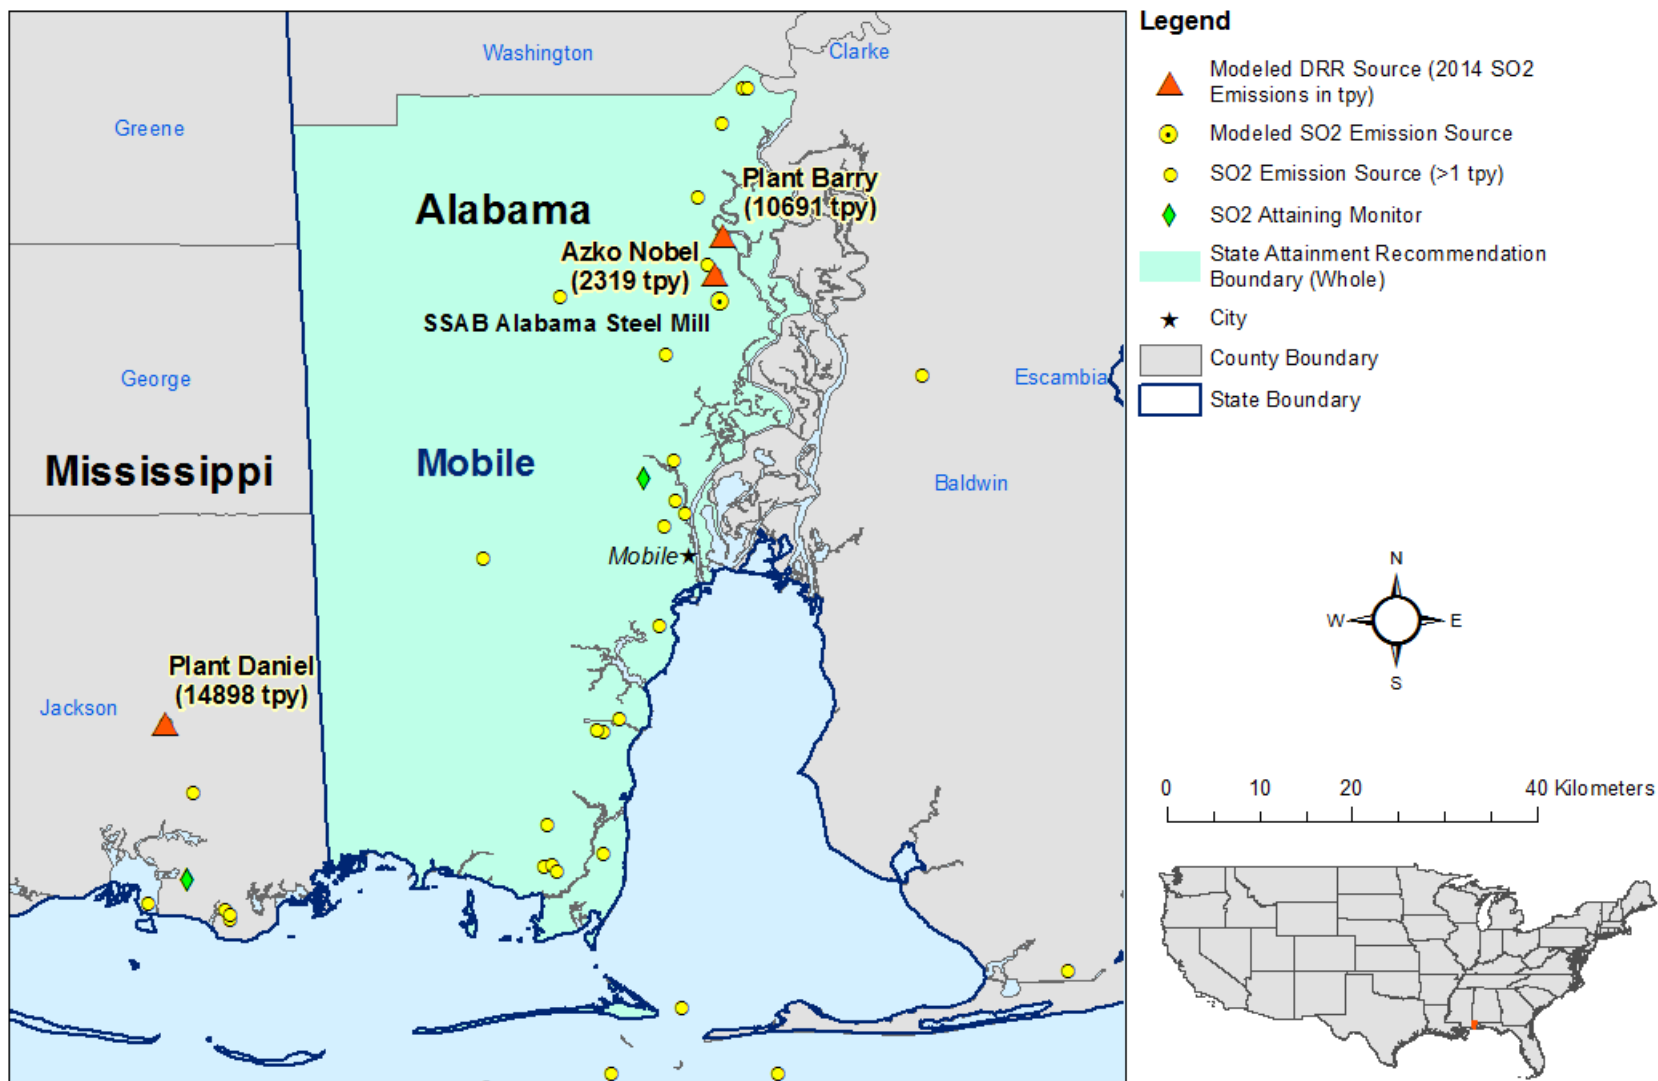 Washington
Clarke
Greene
Plant Barry
(10691 tpy)
Alabama
Azko Nobel
(2319 tpy)
SSAB Alabama Steel Mill
George
Escambia
Mississippi
Mobile
Baldwin
Mobile
Plant Daniel
(14898 tpy)
Jackson
Legend
Modeled DRR Source (2014 SO2
Emissions in tpy)
Modeled SO2 Emission Source
SO2 Emission Source (>1 tpy)
SO2 Attaining Monitor
State Attainment Recommendation
Boundary (Whole)
City
County Boundary
State Boundary
N
W
E
S
0 10 20 40 Kilometers